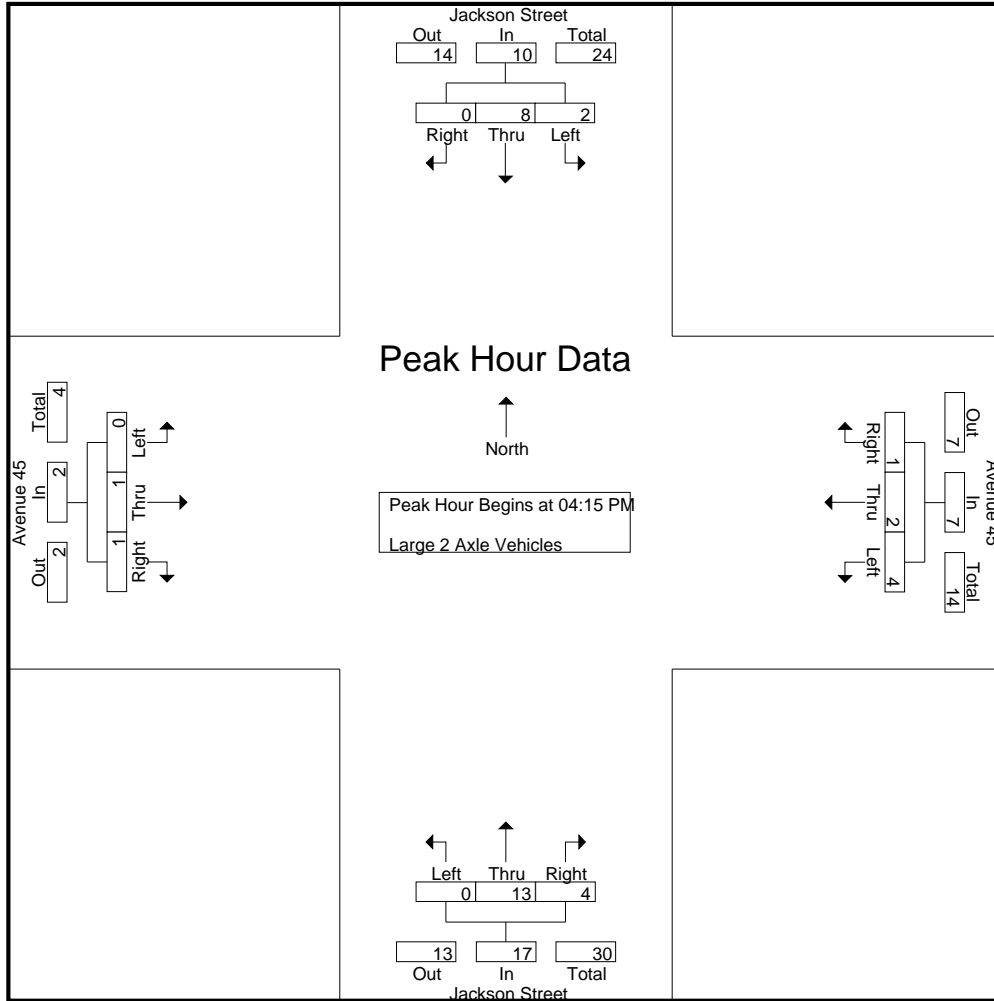 Jackson Street
Out In Total
14 10 24
0 8 2
Right Thru Left
Peak Hour Data
North
Peak Hour Begins at 04:15 PM
Large 2 Axle Vehicles
Avenue 45
Out In Total
2 2 4
Left Thru Right
0 1 1
Avenue 45
Out In Total
7 7 14
Right Thru Left
1 2 4
Left Thru Right
0 13 4
13 17 30
Out In Total
Jackson Street